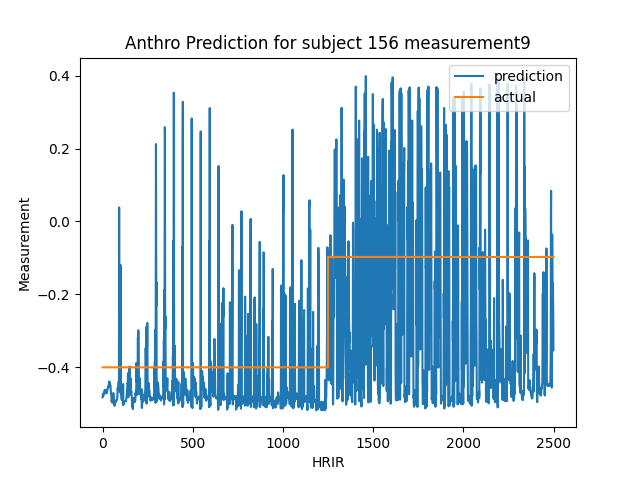 Anthro Prediction for subject 156 measurement9
prediction
actual
0.4
0.2
0.0
−0.2
−0.4
Measurement
0
500
1000
1500
2000
2500
HRIR